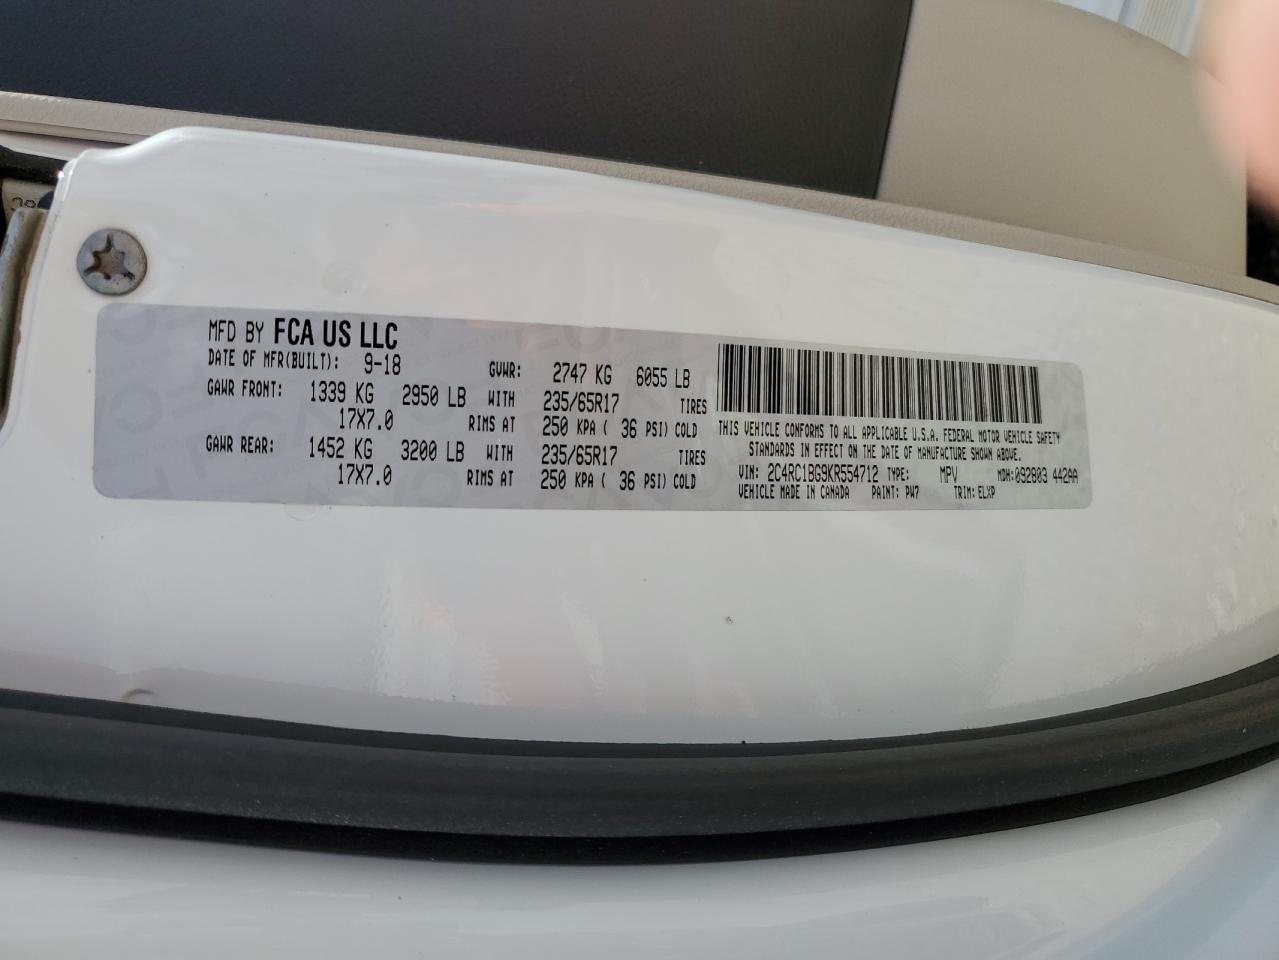 MFD BY FCA US LLC
DATE OF MFR(BUILT): 9-18 GVWR: 2747 KG 6055 LB
GAWR FRONT: 1339 KG 2950 LB WITH 235/65R17 TIRES
17X7.0 RIMS AT 250 KPA ( 36 PSI) COLD
GAWR REAR: 1452 KG 3200 LB WITH 235/65R17 TIRES
17X7.0 RIMS AT 250 KPA ( 36 PSI) COLD
THIS VEHICLE CONFORMS TO ALL APPLICABLE U.S.A. FEDERAL MOTOR VEHICLE SAFETY
STANDARDS IN EFFECT ON THE DATE OF MANUFACTURE SHOWN ABOVE.
VIN: 2C4RC1BG9KR554712 TYPE: MPV MDH: 092803 442AA
VEHICLE MADE IN CANADA PAINT: PW7 TRIM: ELXP